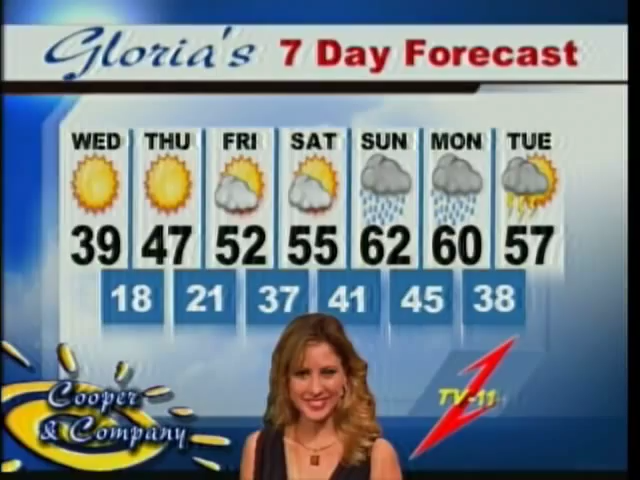 Gloria's 7 Day Forecast
WED THU FRI SAT SUN MON TUE
39 47 52 55 62 60 57
18 21 37 41 45 38
Cooper
& Company
TV-11